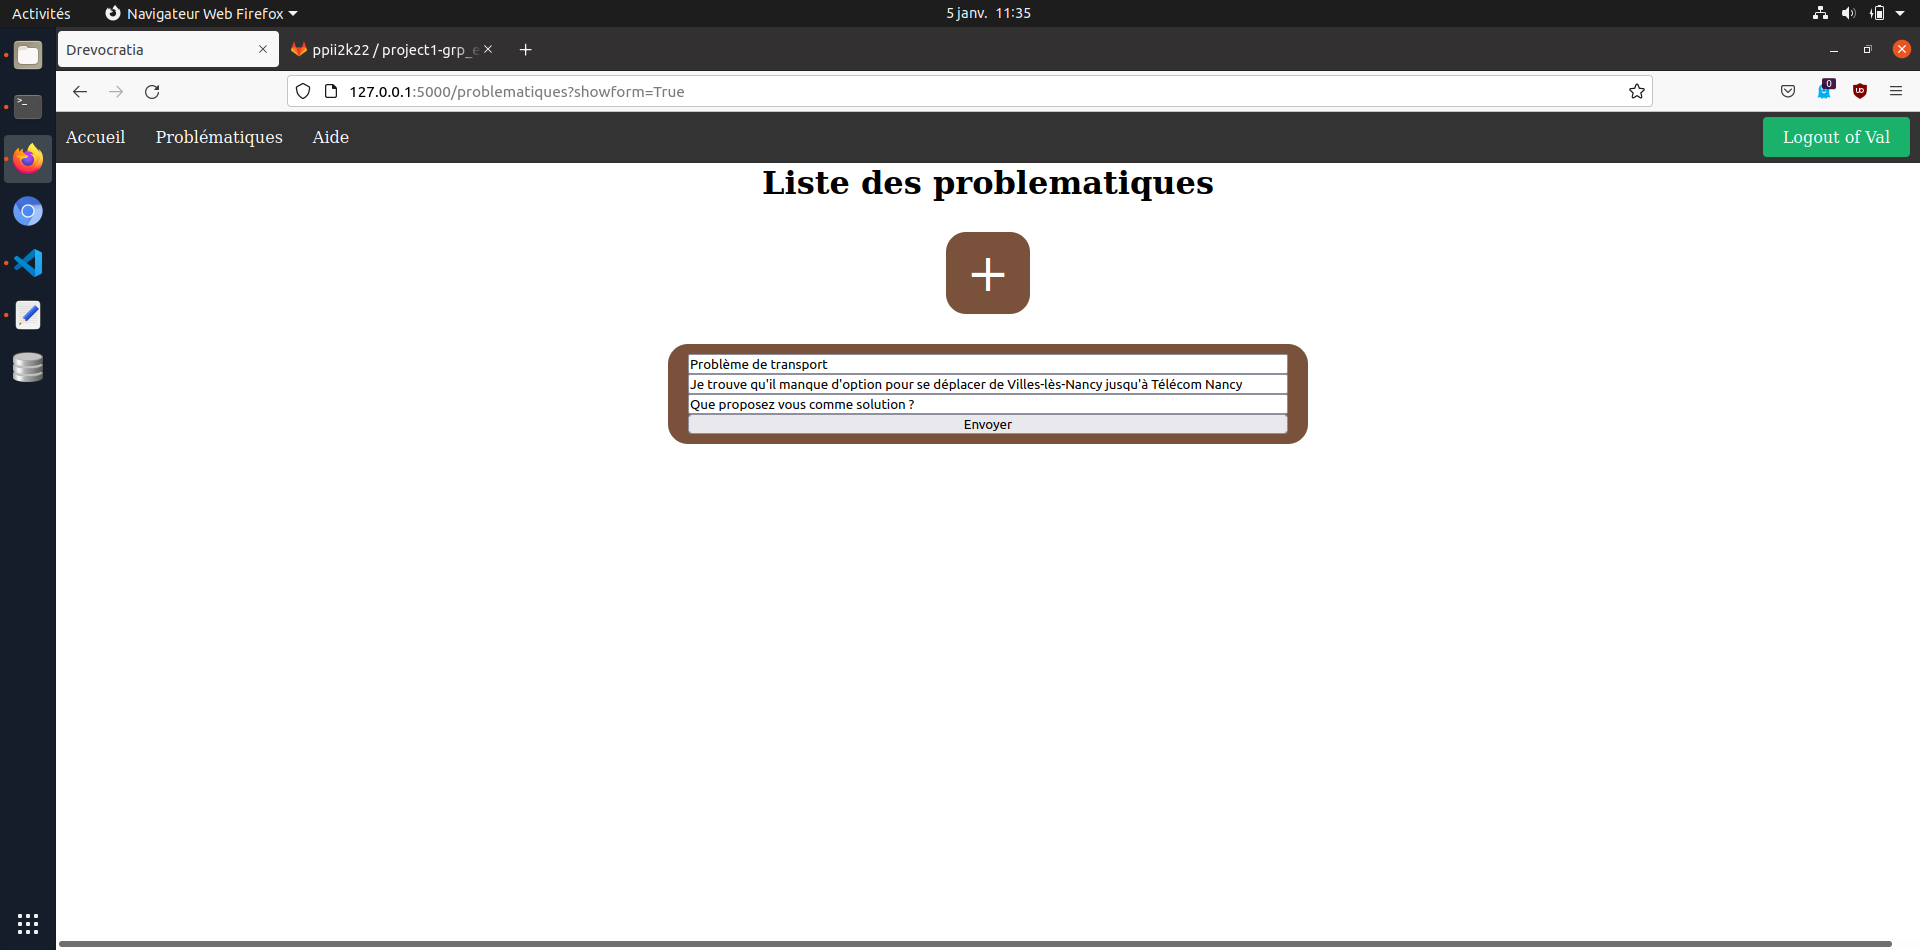 Activités Navigateur Web Firefox 5 janv. 11:35
Drevocratia ppii2k22 / project1-grp_e
127.0.0.1:5000/problematiques?showform=True 0
Accueil Problématiques Aide Logout of Val
Liste des problematiques
+
Problème de transport
Je trouve qu'il manque d'option pour se déplacer de Villes-lès-Nancy jusqu'à Télécom Nancy
Que proposez vous comme solution ?
Envoyer